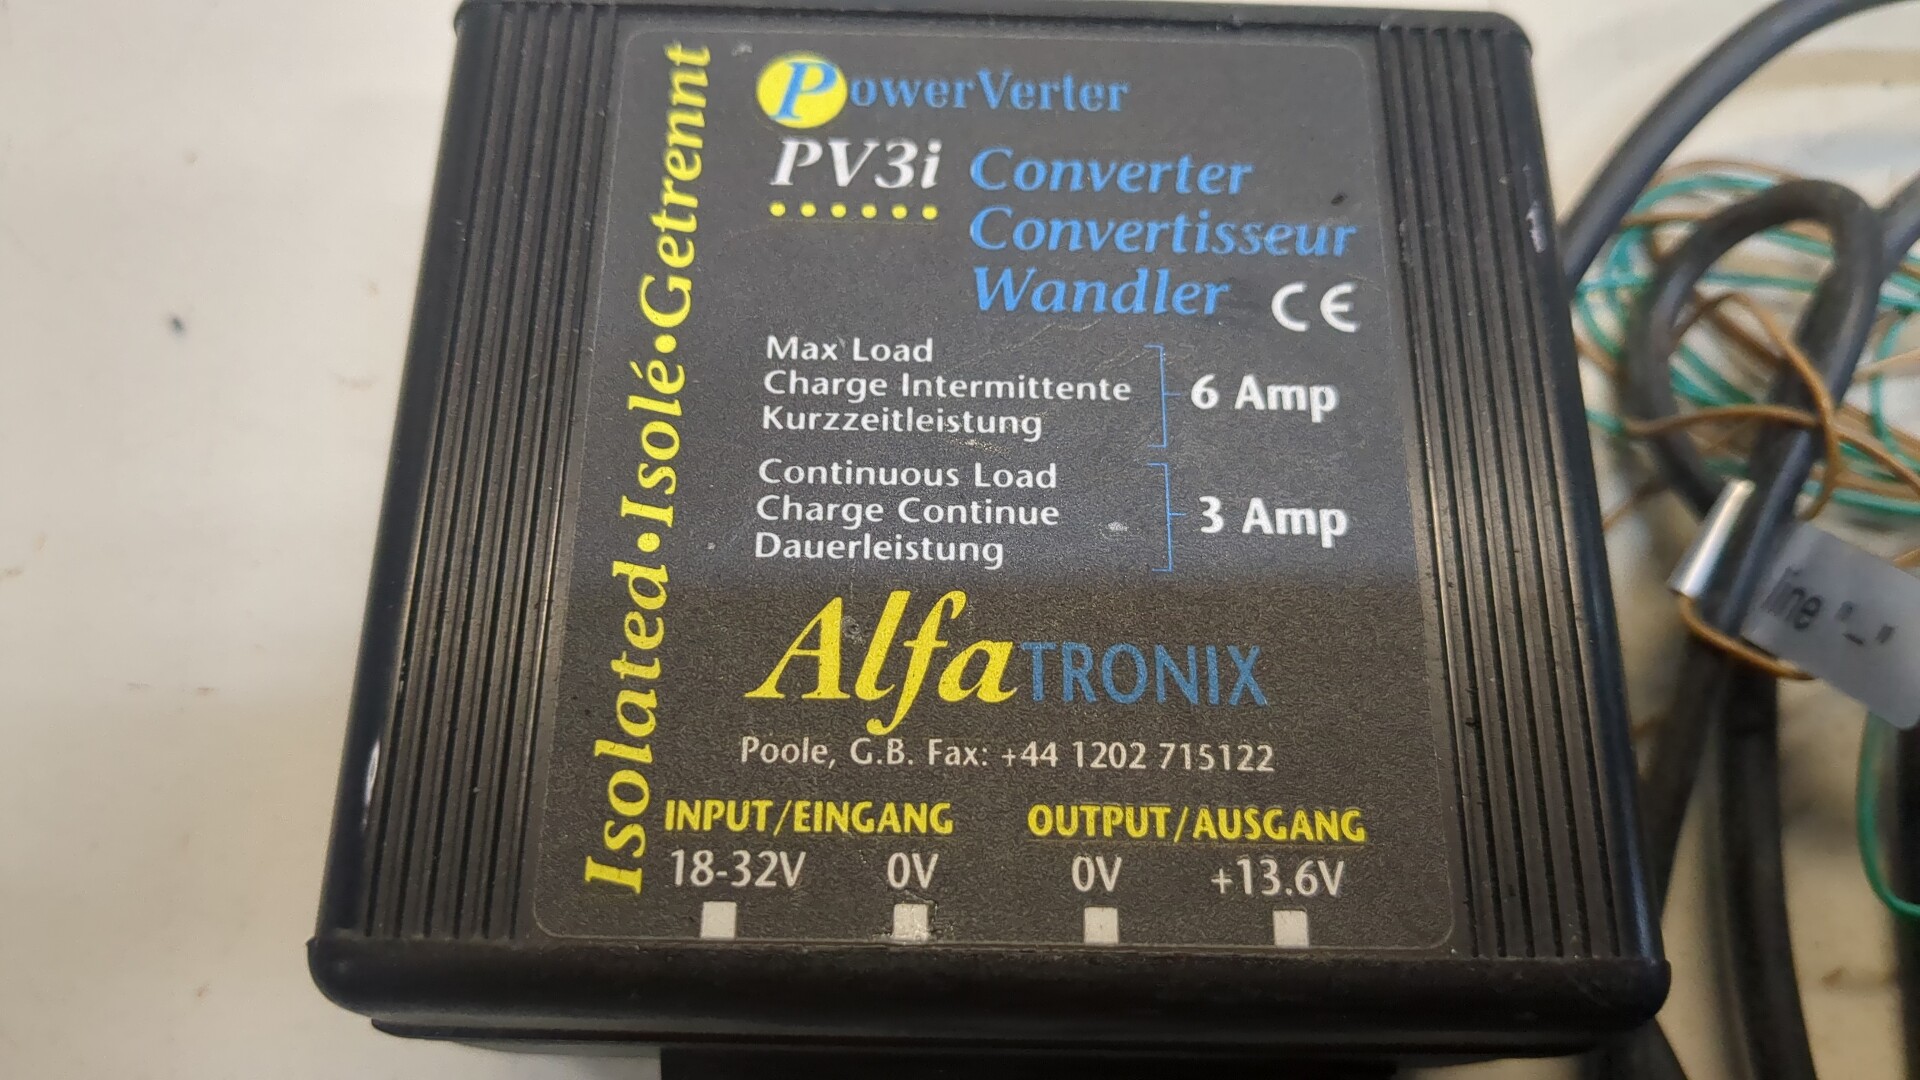 PowerVerter
PV3i
Converter
Convertisseur
Wandler
CE
Isolated•Isolé•Getrennt
Max Load
Charge Intermittente
Kurzzeitleistung
6 Amp
Continuous Load
Charge Continue
Dauerleistung
3 Amp
AlfaTRONIX
Poole, G.B. Fax: +44 1202 715122
INPUT/EINGANG OUTPUT/AUSGANG
18-32V 0V 0V +13.6V
line "-"